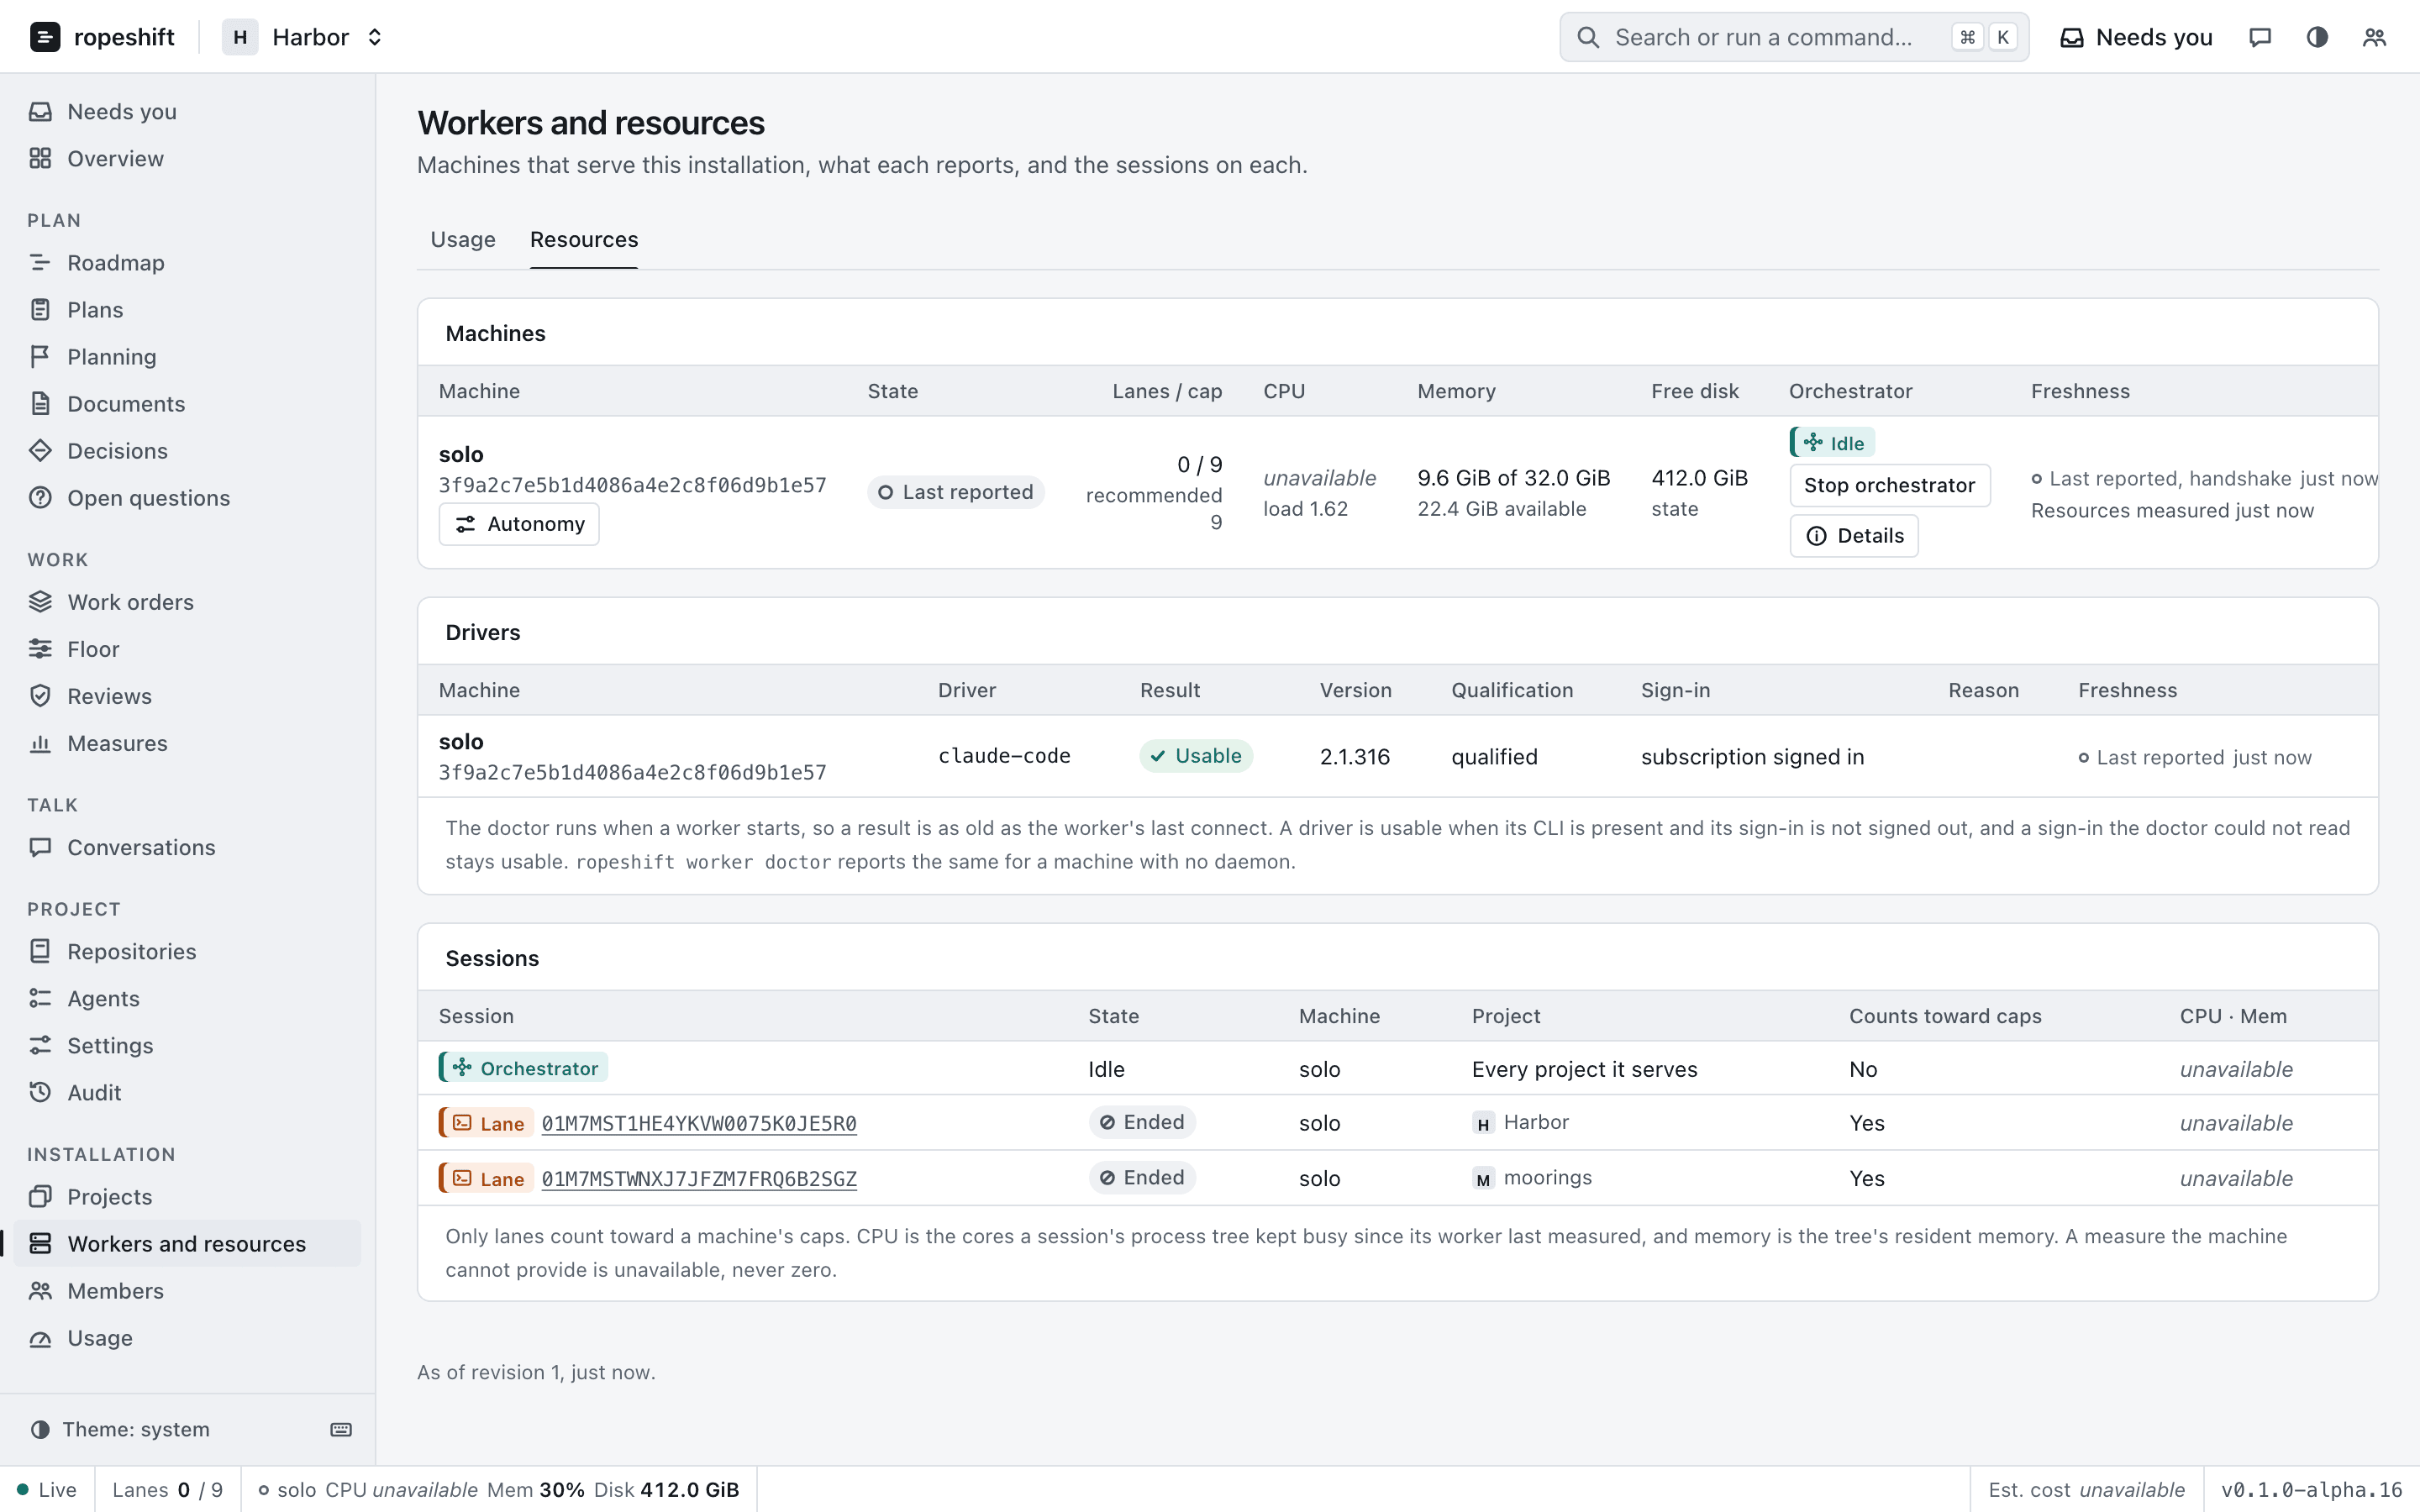 ropeshift
H Harbor
Search or run a command... ⌘ K
Needs you
Needs you
Overview
PLAN
Roadmap
Plans
Planning
Documents
Decisions
Open questions
WORK
Work orders
Floor
Reviews
Measures
TALK
Conversations
PROJECT
Repositories
Agents
Settings
Audit
INSTALLATION
Projects
Workers and resources
Members
Usage
Theme: system
Workers and resources
Machines that serve this installation, what each reports, and the sessions on each.
Usage Resources
Machines
Machine State Lanes / cap CPU Memory Free disk Orchestrator Freshness
solo
3f9a2c7e5b1d4086a4e2c8f06d9b1e57
Autonomy
Last reported
0 / 9
recommended
9
unavailable
load 1.62
9.6 GiB of 32.0 GiB
22.4 GiB available
412.0 GiB
state
Idle
Stop orchestrator
Details
Last reported, handshake just now
Resources measured just now
Drivers
Machine Driver Result Version Qualification Sign-in Reason Freshness
solo
3f9a2c7e5b1d4086a4e2c8f06d9b1e57
claude-code Usable 2.1.316 qualified subscription signed in Last reported just now
The doctor runs when a worker starts, so a result is as old as the worker's last connect. A driver is usable when its CLI is present and its sign-in is not signed out, and a sign-in the doctor could not read
stays usable. ropeshift worker doctor reports the same for a machine with no daemon.
Sessions
Session State Machine Project Counts toward caps CPU · Mem
Orchestrator Idle solo Every project it serves No unavailable
Lane 01M7MST1HE4YKVW0075K0JE5R0 Ended solo H Harbor Yes unavailable
Lane 01M7MSTWNXJ7JFZM7FRQ6B2SGZ Ended solo M moorings Yes unavailable
Only lanes count toward a machine's caps. CPU is the cores a session's process tree kept busy since its worker last measured, and memory is the tree's resident memory. A measure the machine
cannot provide is unavailable, never zero.
As of revision 1, just now.
Live Lanes 0 / 9 solo CPU unavailable Mem 30% Disk 412.0 GiB Est. cost unavailable v0.1.0-alpha.16